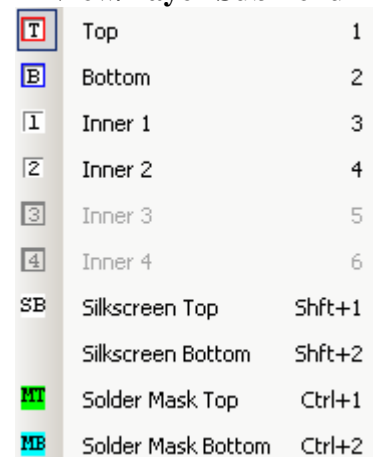 T Top 1
B Bottom 2
1 Inner 1 3
2 Inner 2 4
3 Inner 3 5
4 Inner 4 6
SB Silkscreen Top Shft+1
Silkscreen Bottom Shft+2
MT Solder Mask Top Ctrl+1
MB Solder Mask Bottom Ctrl+2